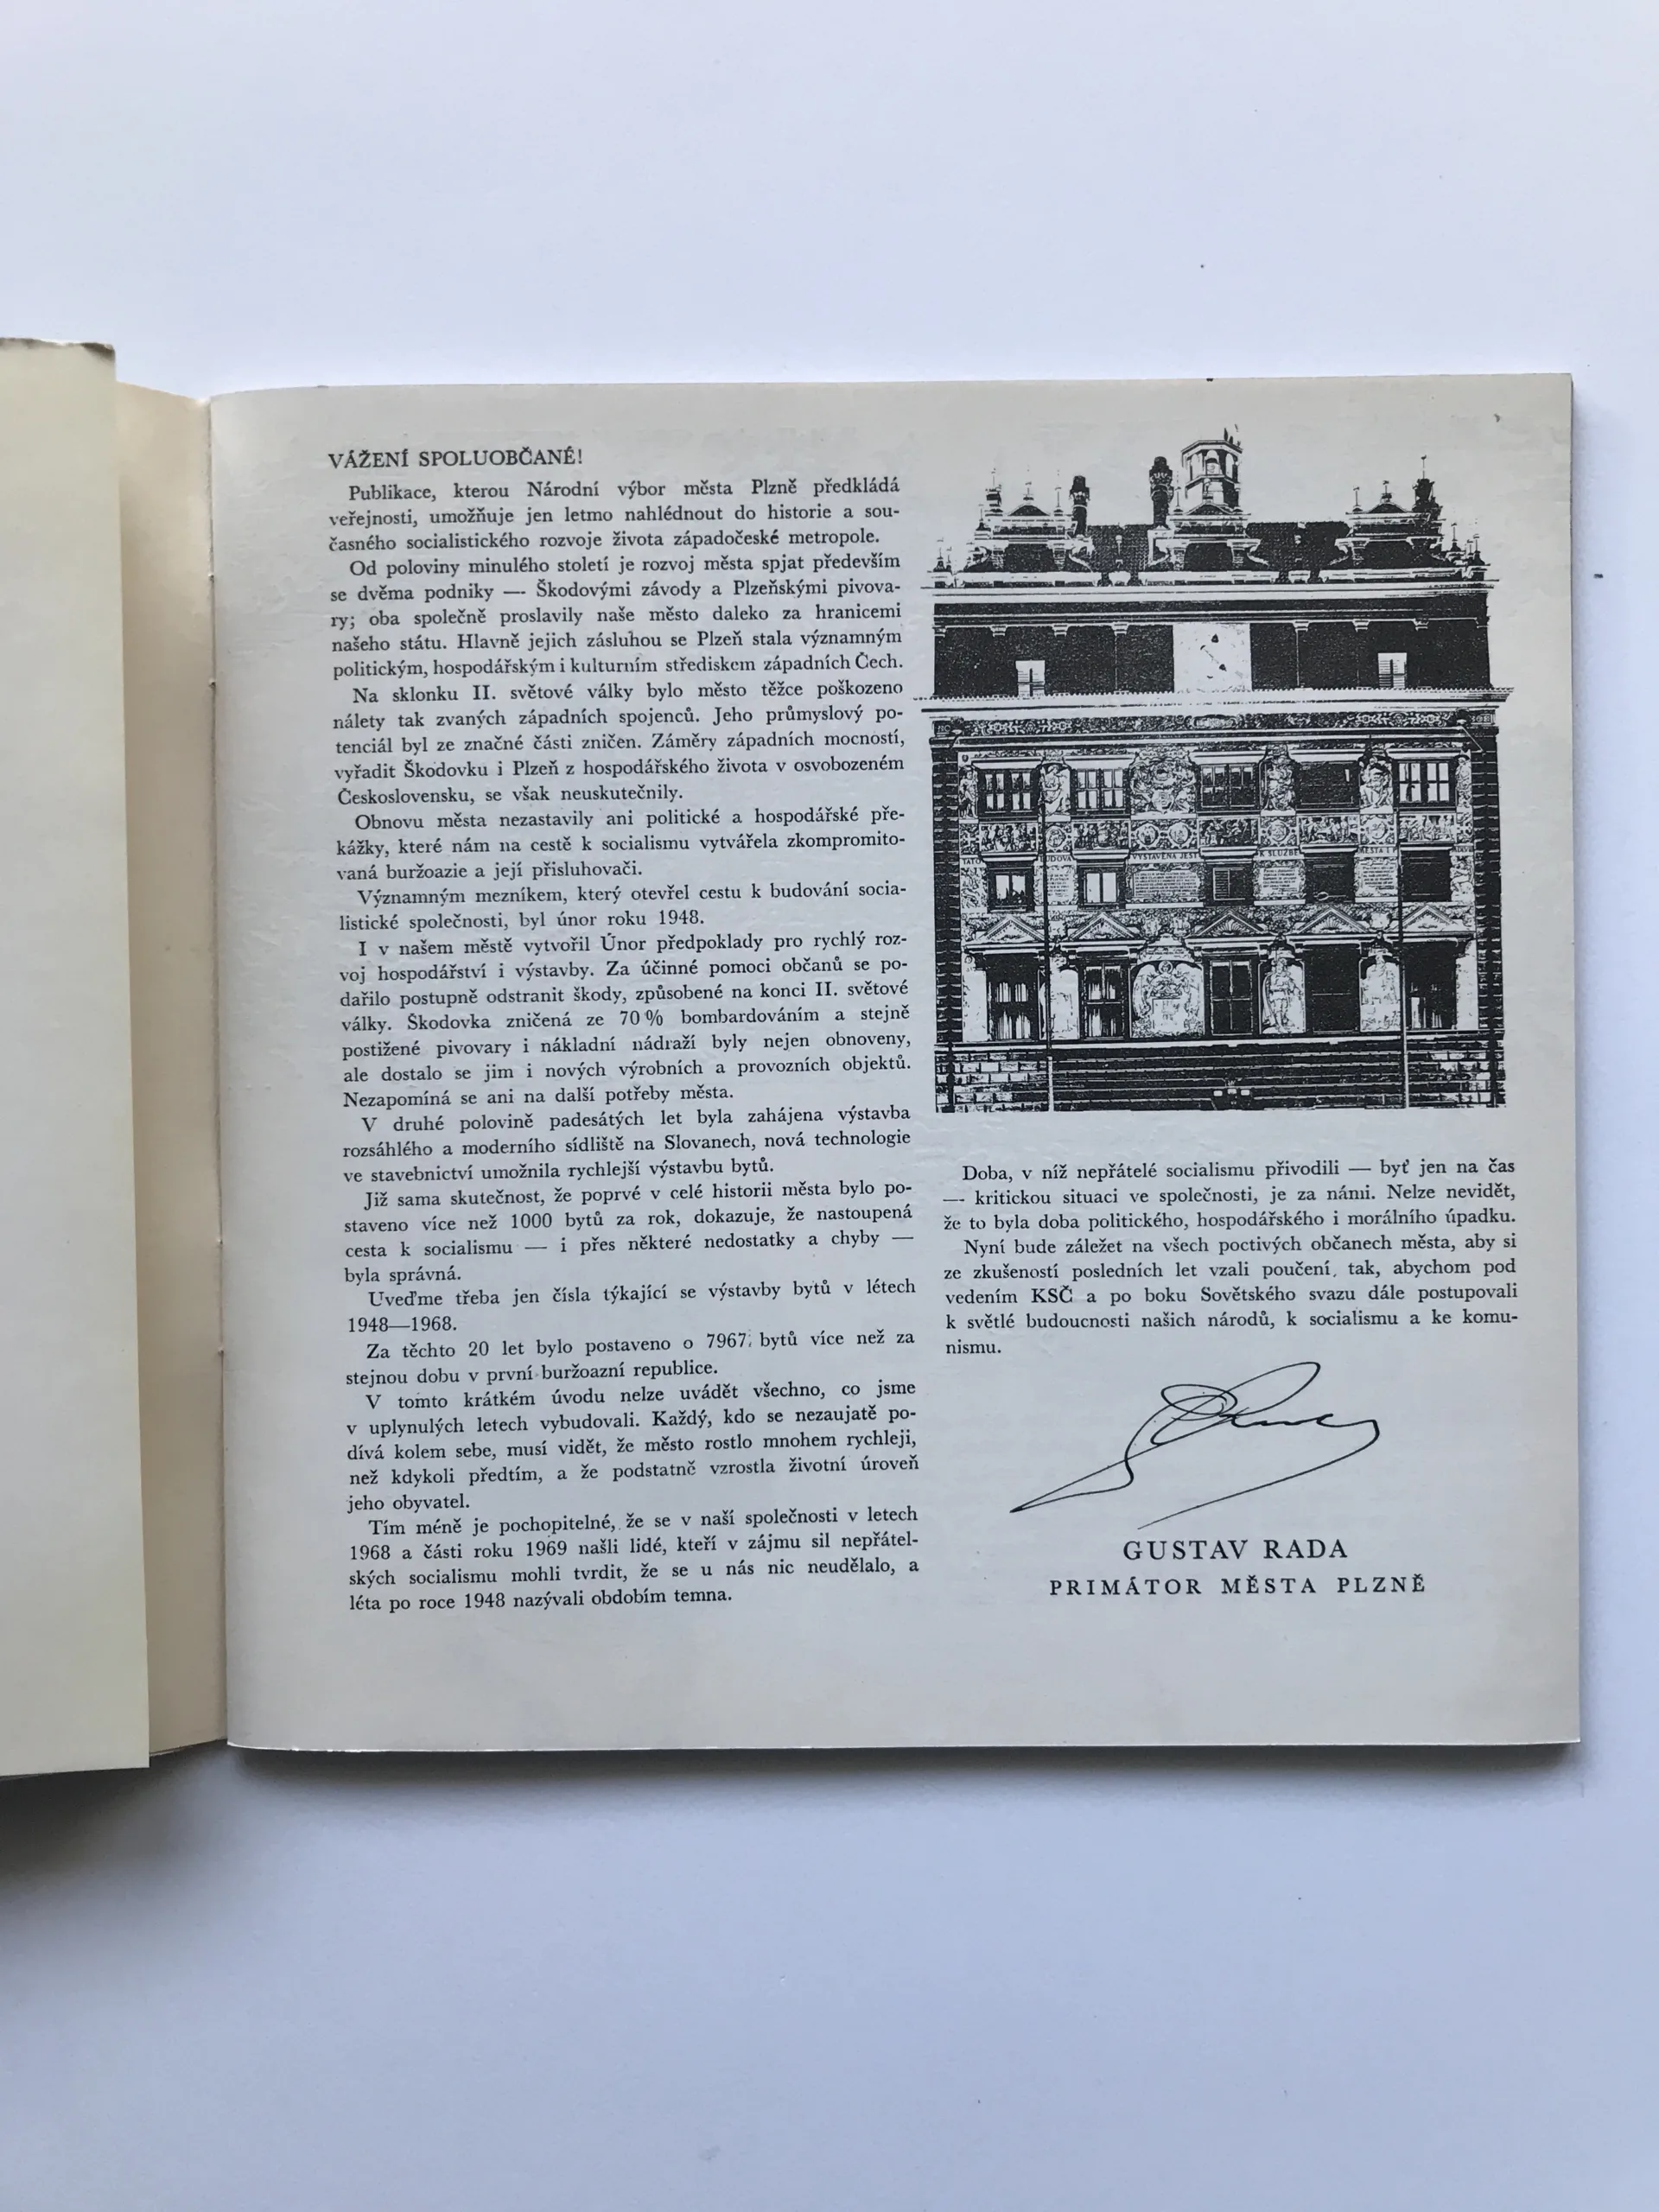 VÁŽENÍ SPOLUOBČANÉ!
Publikace, kterou Národní výbor města Plzně předkládá
veřejnosti, umožňuje jen letmo nahlédnout do historie a sou-
časného socialistického rozvoje života západočeské metropole.
Od poloviny minulého století je rozvoj města spjat především
se dvěma podniky — Škodovými závody a Plzeňskými pivova-
ry; oba společně proslavily naše město daleko za hranicemi
našeho státu. Hlavně jejich zásluhou se Plzeň stala významným
politickým, hospodářským i kulturním střediskem západních Čech.
Na sklonku II. světové války bylo město těžce poškozeno
nálety tak zvaných západních spojenců. Jeho průmyslový po-
tenciál byl ze značné části zničen. Záměry západních mocností,
vyřadit Škodovku i Plzeň z hospodářského života v osvobozeném
Československu, se však neuskutečnily.
Obnovu města nezastavily ani politické a hospodářské pře-
kážky, které nám na cestě k socialismu vytvářela zkompromito-
vaná buržoazie a její přisluhovači.
Významným mezníkem, který otevřel cestu k budování socia-
listické společnosti, byl únor roku 1948.
I v našem městě vytvořil Únor předpoklady pro rychlý roz-
voj hospodářství i výstavby. Za účinné pomoci občanů se po-
dařilo postupně odstranit škody, způsobené na konci II. světové
války. Škodovka zničená ze 70 % bombardováním a stejně
postižené pivovary i nákladní nádraží byly nejen obnoveny,
ale dostalo se jim i nových výrobních a provozních objektů.
Nezapomíná se ani na další potřeby města.
V druhé polovině padesátých let byla zahájena výstavba
rozsáhlého a moderního sídliště na Slovanech, nová technologie
ve stavebnictví umožnila rychlejší výstavbu bytů.
Již sama skutečnost, že poprvé v celé historii města bylo po-
staveno více než 1000 bytů za rok, dokazuje, že nastoupená
cesta k socialismu — i přes některé nedostatky a chyby —
byla správná.
Uveďme třeba jen čísla týkající se výstavby bytů v létech
1948—1968.
Za těchto 20 let bylo postaveno o 7967 bytů více než za
stejnou dobu v první buržoazní republice.
V tomto krátkém úvodu nelze uvádět všechno, co jsme
v uplynulých letech vybudovali. Každý, kdo se nezaujatě po-
dívá kolem sebe, musí vidět, že město rostlo mnohem rychleji,
než kdykoli předtím, a že podstatně vzrostla životní úroveň
jeho obyvatel.
Tím méně je pochopitelné, že se v naší společnosti v letech
1968 a části roku 1969 našli lidé, kteří v zájmu sil nepřátel-
ských socialismu mohli tvrdit, že se u nás nic neudělalo, a
léta po roce 1948 nazývali obdobím temna.
TATO BUDOVA VYSTAVĚNA JEST K SLUŽBĚ MĚSTA
Doba, v níž nepřátelé socialismu přivodili — byť jen na čas
— kritickou situaci ve společnosti, je za námi. Nelze nevidět,
že to byla doba politického, hospodářského i morálního úpadku.
Nyní bude záležet na všech poctivých občanech města, aby si
ze zkušeností posledních let vzali poučení, tak, abychom pod
vedením KSČ a po boku Sovětského svazu dále postupovali
k světlé budoucnosti našich národů, k socialismu a ke komu-
nismu.
GUSTAV RADA
PRIMÁTOR MĚSTA PLZNĚ